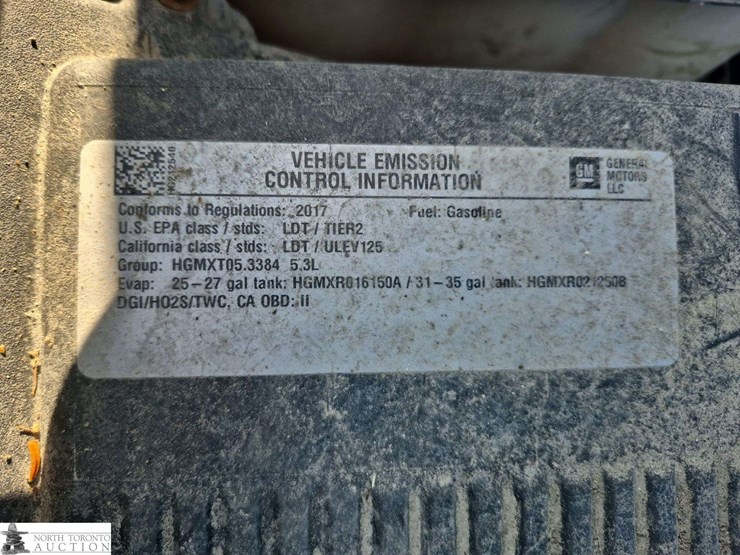 VEHICLE EMISSION
CONTROL INFORMATION
GM GENERAL MOTORS LLC
Conforms to Regulations: 2017 Fuel: Gasoline
U.S. EPA class / stds: LDT / TIER2
California class / stds: LDT / ULEV125
Group: HGMXT05.3384 5.3L
Evap: 25-27 gal tank: HGMXR016150A / 31-35 gal tank: HGMXR0212508
DGI/HO2S/TWC, CA OBD: II
NORTH TORONTO
AUCTION